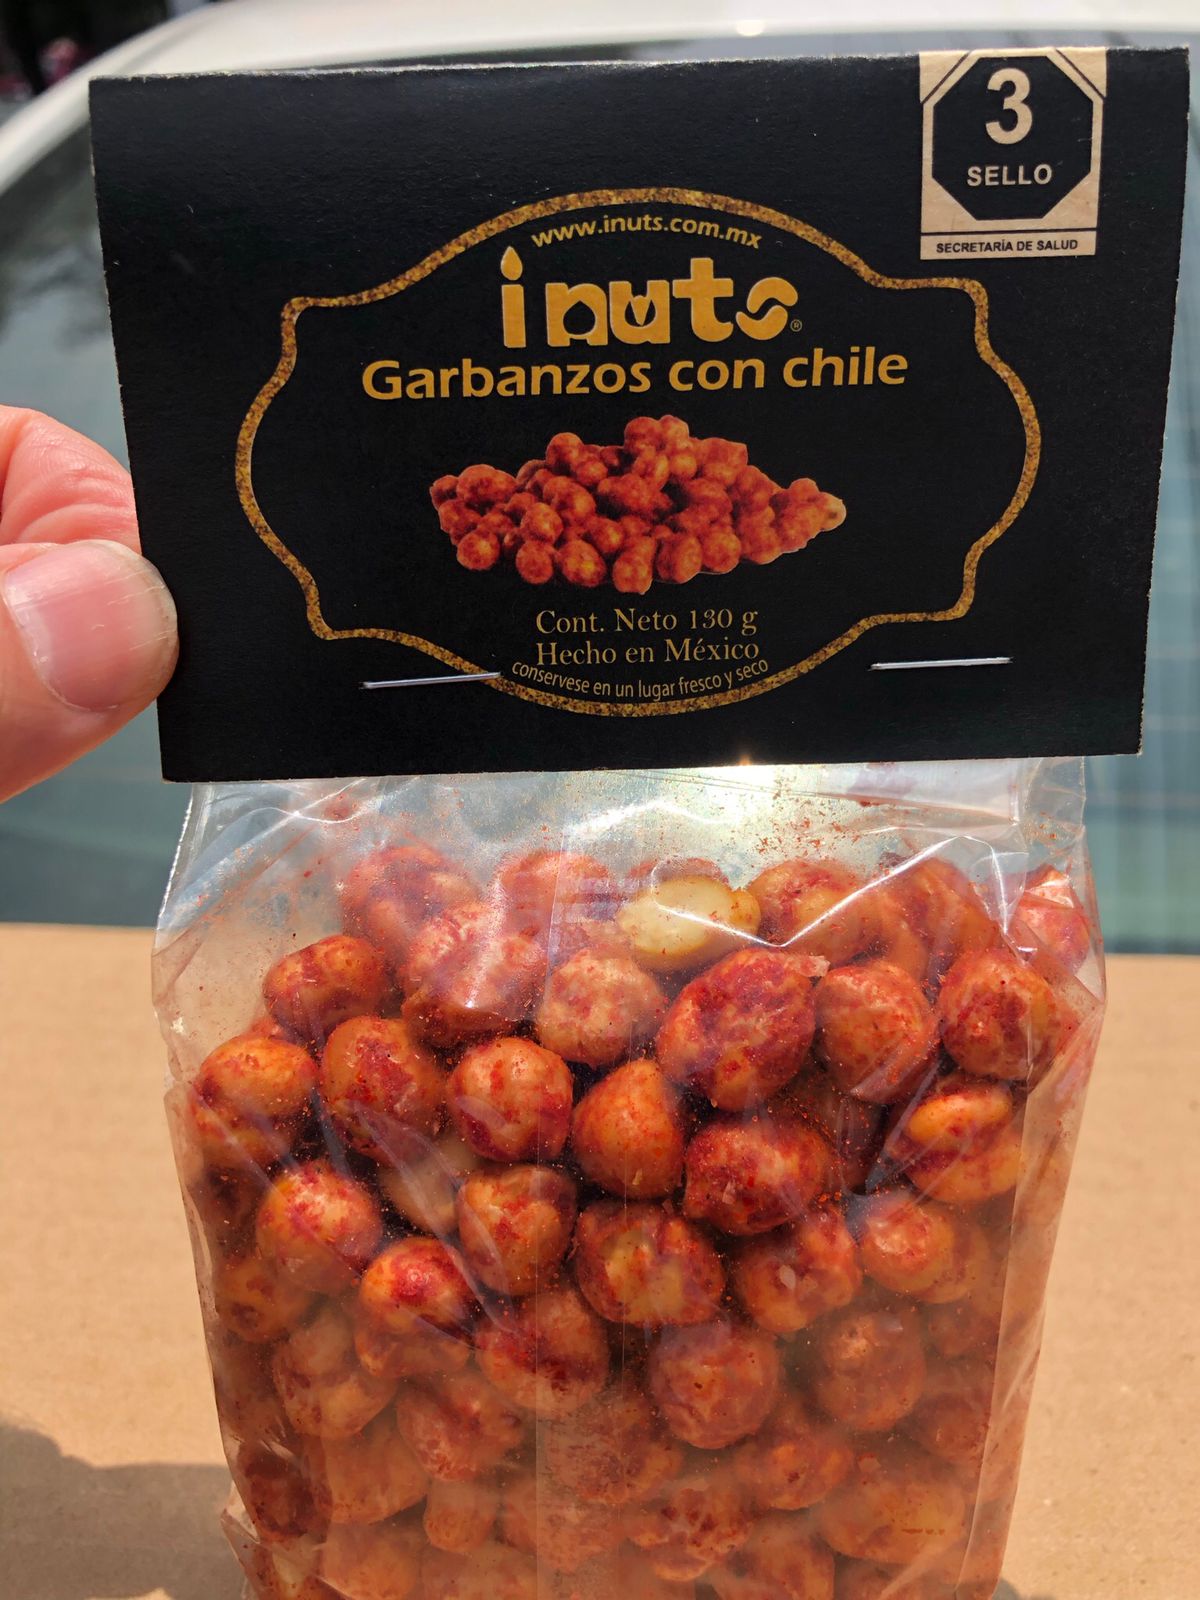 3
SELLO
SECRETARÍA DE SALUD
www.inuts.com.mx
inuts®
Garbanzos con chile
Cont. Neto 130 g
Hecho en México
conservese en un lugar fresco y seco